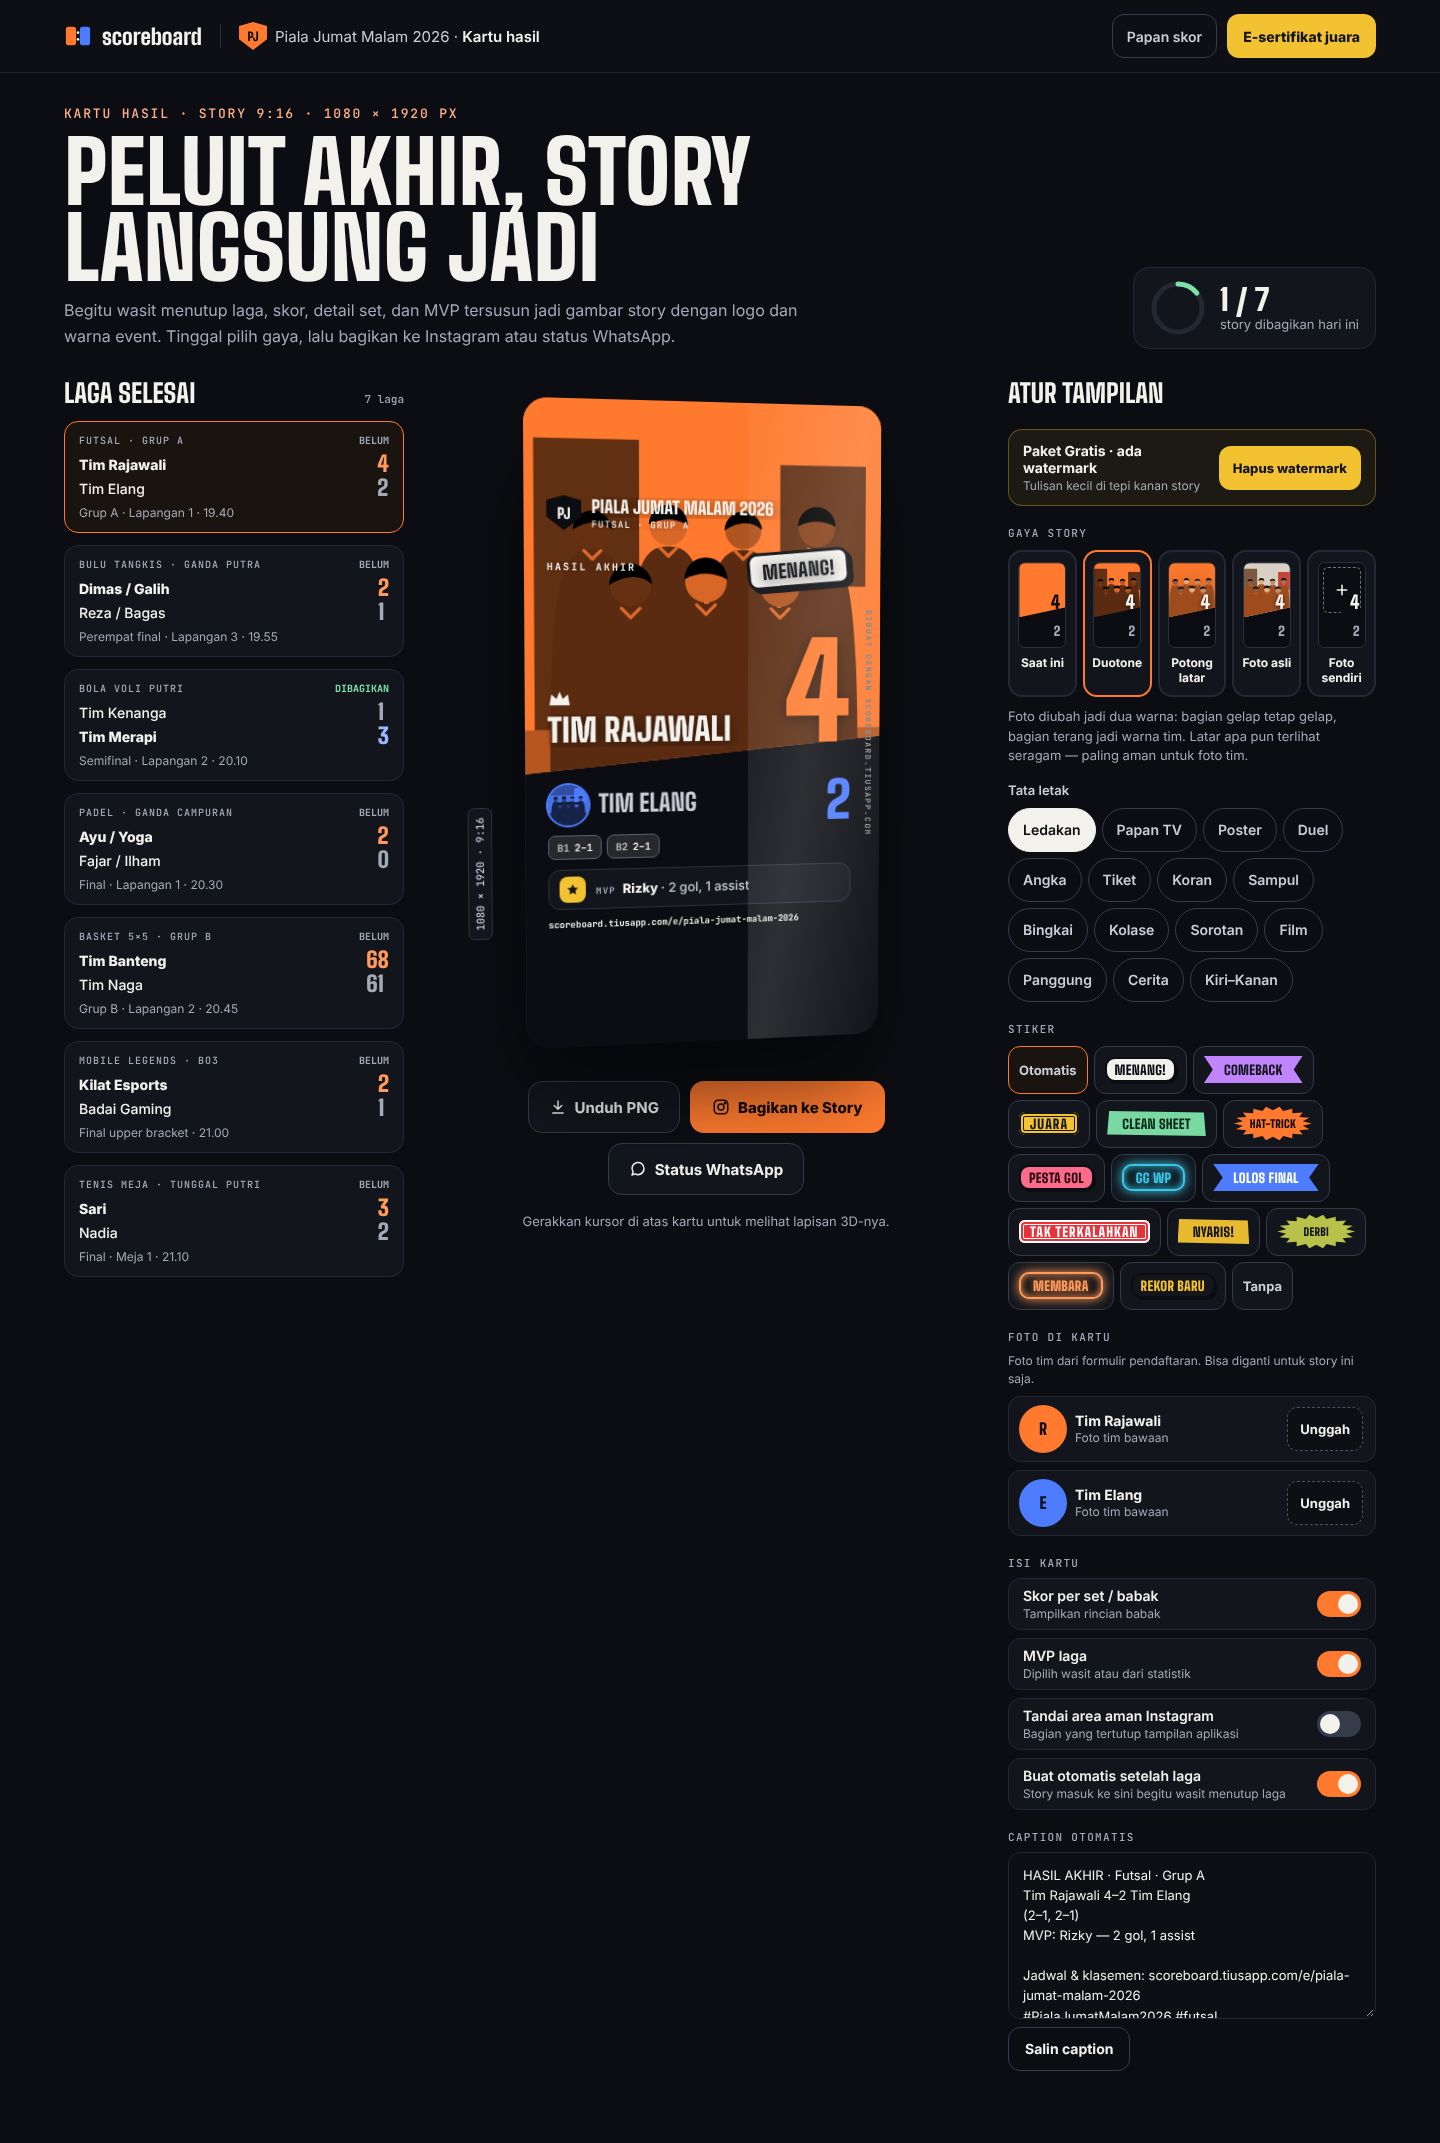 scoreboard
PJ
Piala Jumat Malam 2026 · Kartu hasil
Papan skor
E-sertifikat juara
KARTU HASIL · STORY 9:16 · 1080 × 1920 PX
PELUIT AKHIR, STORY
LANGSUNG JADI
Begitu wasit menutup laga, skor, detail set, dan MVP tersusun jadi gambar story dengan logo dan
warna event. Tinggal pilih gaya, lalu bagikan ke Instagram atau status WhatsApp.
1 / 7
story dibagikan hari ini
LAGA SELESAI
7 laga
FUTSAL · GRUP A
BELUM
Tim Rajawali
4
Tim Elang
2
Grup A · Lapangan 1 · 19.40
BULU TANGKIS · GANDA PUTRA
BELUM
Dimas / Galih
2
Reza / Bagas
1
Perempat final · Lapangan 3 · 19.55
BOLA VOLI PUTRI
DIBAGIKAN
Tim Kenanga
1
Tim Merapi
3
Semifinal · Lapangan 2 · 20.10
PADEL · GANDA CAMPURAN
BELUM
Ayu / Yoga
2
Fajar / Ilham
0
Final · Lapangan 1 · 20.30
BASKET 5×5 · GRUP B
BELUM
Tim Banteng
68
Tim Naga
61
Grup B · Lapangan 2 · 20.45
MOBILE LEGENDS · BO3
BELUM
Kilat Esports
2
Badai Gaming
1
Final upper bracket · 21.00
TENIS MEJA · TUNGGAL PUTRI
BELUM
Sari
3
Nadia
2
Final · Meja 1 · 21.10
1080 × 1920 · 9:16
PJ
PIALA JUMAT MALAM 2026
FUTSAL · GRUP A
HASIL AKHIR
MENANG!
DIBUAT DENGAN SCOREBOARD.TIUSAPP.COM
4
TIM RAJAWALI
TIM ELANG
2
B1 2–1
B2 2–1
MVP Rizky · 2 gol, 1 assist
scoreboard.tiusapp.com/e/piala-jumat-malam-2026
Unduh PNG
Bagikan ke Story
Status WhatsApp
Gerakkan kursor di atas kartu untuk melihat lapisan 3D-nya.
ATUR TAMPILAN
Paket Gratis · ada
watermark
Tulisan kecil di tepi kanan story
Hapus watermark
GAYA STORY
4
2
Saat ini
4
2
Duotone
4
2
Potong
latar
4
2
Foto asli
+
4
2
Foto
sendiri
Foto diubah jadi dua warna: bagian gelap tetap gelap,
bagian terang jadi warna tim. Latar apa pun terlihat
seragam — paling aman untuk foto tim.
Tata letak
Ledakan
Papan TV
Poster
Duel
Angka
Tiket
Koran
Sampul
Bingkai
Kolase
Sorotan
Film
Panggung
Cerita
Kiri–Kanan
STIKER
Otomatis
MENANG!
COMEBACK
JUARA
CLEAN SHEET
HAT-TRICK
PESTA GOL
GG WP
LOLOS FINAL
TAK TERKALAHKAN
NYARIS!
DERBI
MEMBARA
REKOR BARU
Tanpa
FOTO DI KARTU
Foto tim dari formulir pendaftaran. Bisa diganti untuk story ini
saja.
R
Tim Rajawali
Foto tim bawaan
Unggah
E
Tim Elang
Foto tim bawaan
Unggah
ISI KARTU
Skor per set / babak
Tampilkan rincian babak
MVP laga
Dipilih wasit atau dari statistik
Tandai area aman Instagram
Bagian yang tertutup tampilan aplikasi
Buat otomatis setelah laga
Story masuk ke sini begitu wasit menutup laga
CAPTION OTOMATIS
HASIL AKHIR · Futsal · Grup A
Tim Rajawali 4–2 Tim Elang
(2–1, 2–1)
MVP: Rizky — 2 gol, 1 assist
Jadwal & klasemen: scoreboard.tiusapp.com/e/piala-
jumat-malam-2026
#PialaJumatMalam2026 #futsal
Salin caption